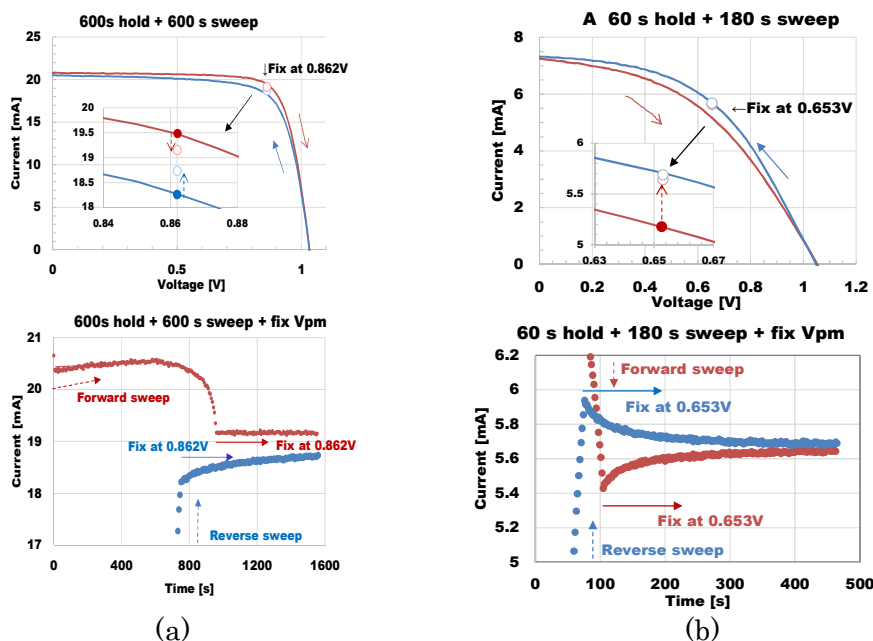 600s hold + 600 s sweep
Current [mA]
25
20
15
10
5
0
↓Fix at 0.862V
20
19.5
19
18.5
18
0.84
0.86
0.88
0
0.5
1
Voltage [V]
A 60 s hold + 180 s sweep
Current [mA]
8
6
4
2
0
←Fix at 0.653V
6
5.5
5
0.63
0.65
0.67
0
0.2
0.4
0.6
0.8
1
1.2
Voltage [V]
600s hold + 600 s sweep + fix Vpm
Current [mA]
21
20
19
18
17
Forward sweep
Fix at 0.862V
Fix at 0.862V
Reverse sweep
0
400
800
1200
1600
Time [s]
(a)
60 s hold + 180 s sweep + fix Vpm
Current [mA]
6.2
6
5.8
5.6
5.4
5.2
5
Forward sweep
Fix at 0.653V
Fix at 0.653V
Reverse sweep
0
100
200
300
400
500
Time [s]
(b)